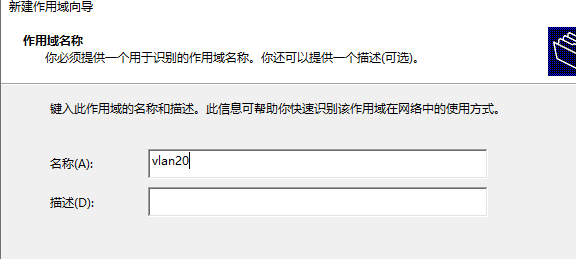 新建作用域向导
作用域名称
你必须提供一个用于识别的作用域名称。你还可以提供一个描述(可选)。
键入此作用域的名称和描述。此信息可帮助你快速识别该作用域在网络中的使用方式。
名称(A): vlan20
描述(D):